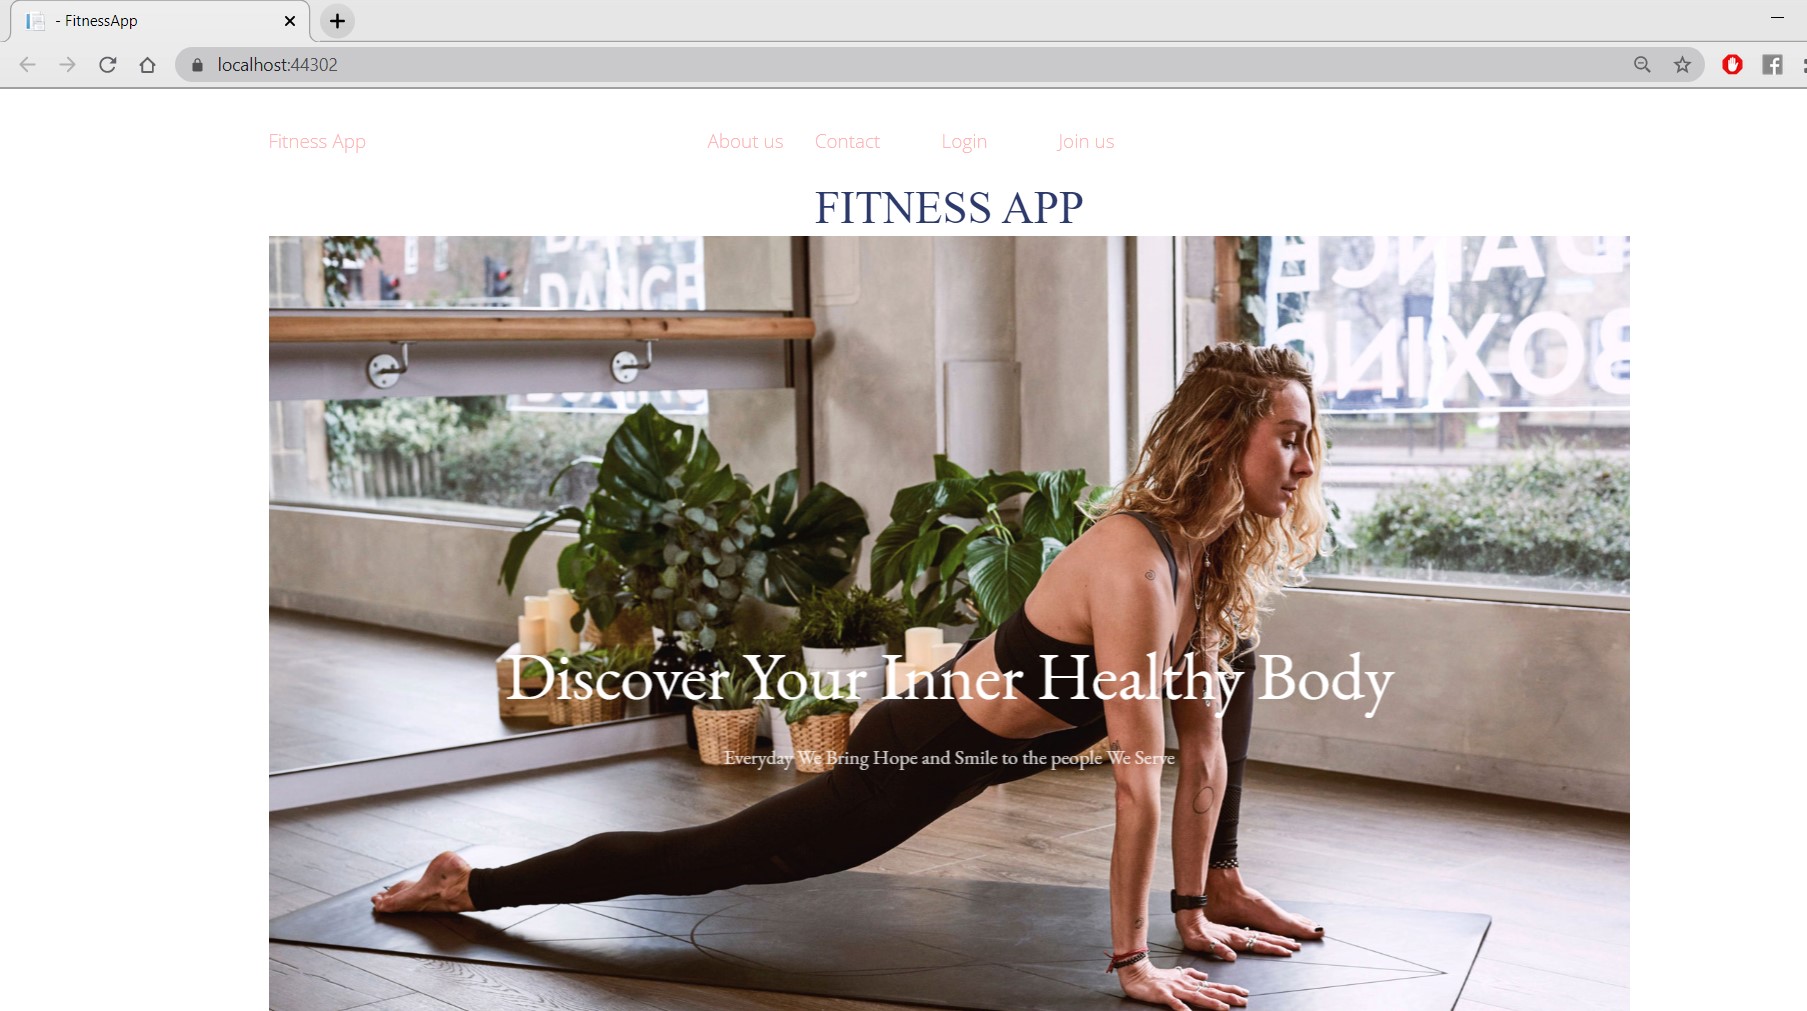 - FitnessApp
localhost:44302
Fitness App About us Contact Login Join us
FITNESS APP
DANCE
DANCE
BOXING
Discover Your Inner Healthy Body
Everyday We Bring Hope and Smile to the people We Serve